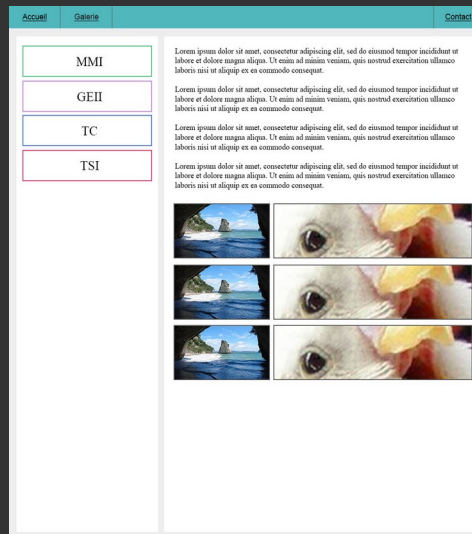 Accueil
Galerie
Contact
MMI
GEII
TC
TSI
Lorem ipsum dolor sit amet, consectetur adipiscing elit, sed do eiusmod tempor incididunt ut
labore et dolore magna aliqua. Ut enim ad minim veniam, quis nostrud exercitation ullamco
laboris nisi ut aliquip ex ea commodo consequat.
Lorem ipsum dolor sit amet, consectetur adipiscing elit, sed do eiusmod tempor incididunt ut
labore et dolore magna aliqua. Ut enim ad minim veniam, quis nostrud exercitation ullamco
laboris nisi ut aliquip ex ea commodo consequat.
Lorem ipsum dolor sit amet, consectetur adipiscing elit, sed do eiusmod tempor incididunt ut
labore et dolore magna aliqua. Ut enim ad minim veniam, quis nostrud exercitation ullamco
laboris nisi ut aliquip ex ea commodo consequat.
Lorem ipsum dolor sit amet, consectetur adipiscing elit, sed do eiusmod tempor incididunt ut
labore et dolore magna aliqua. Ut enim ad minim veniam, quis nostrud exercitation ullamco
laboris nisi ut aliquip ex ea commodo consequat.